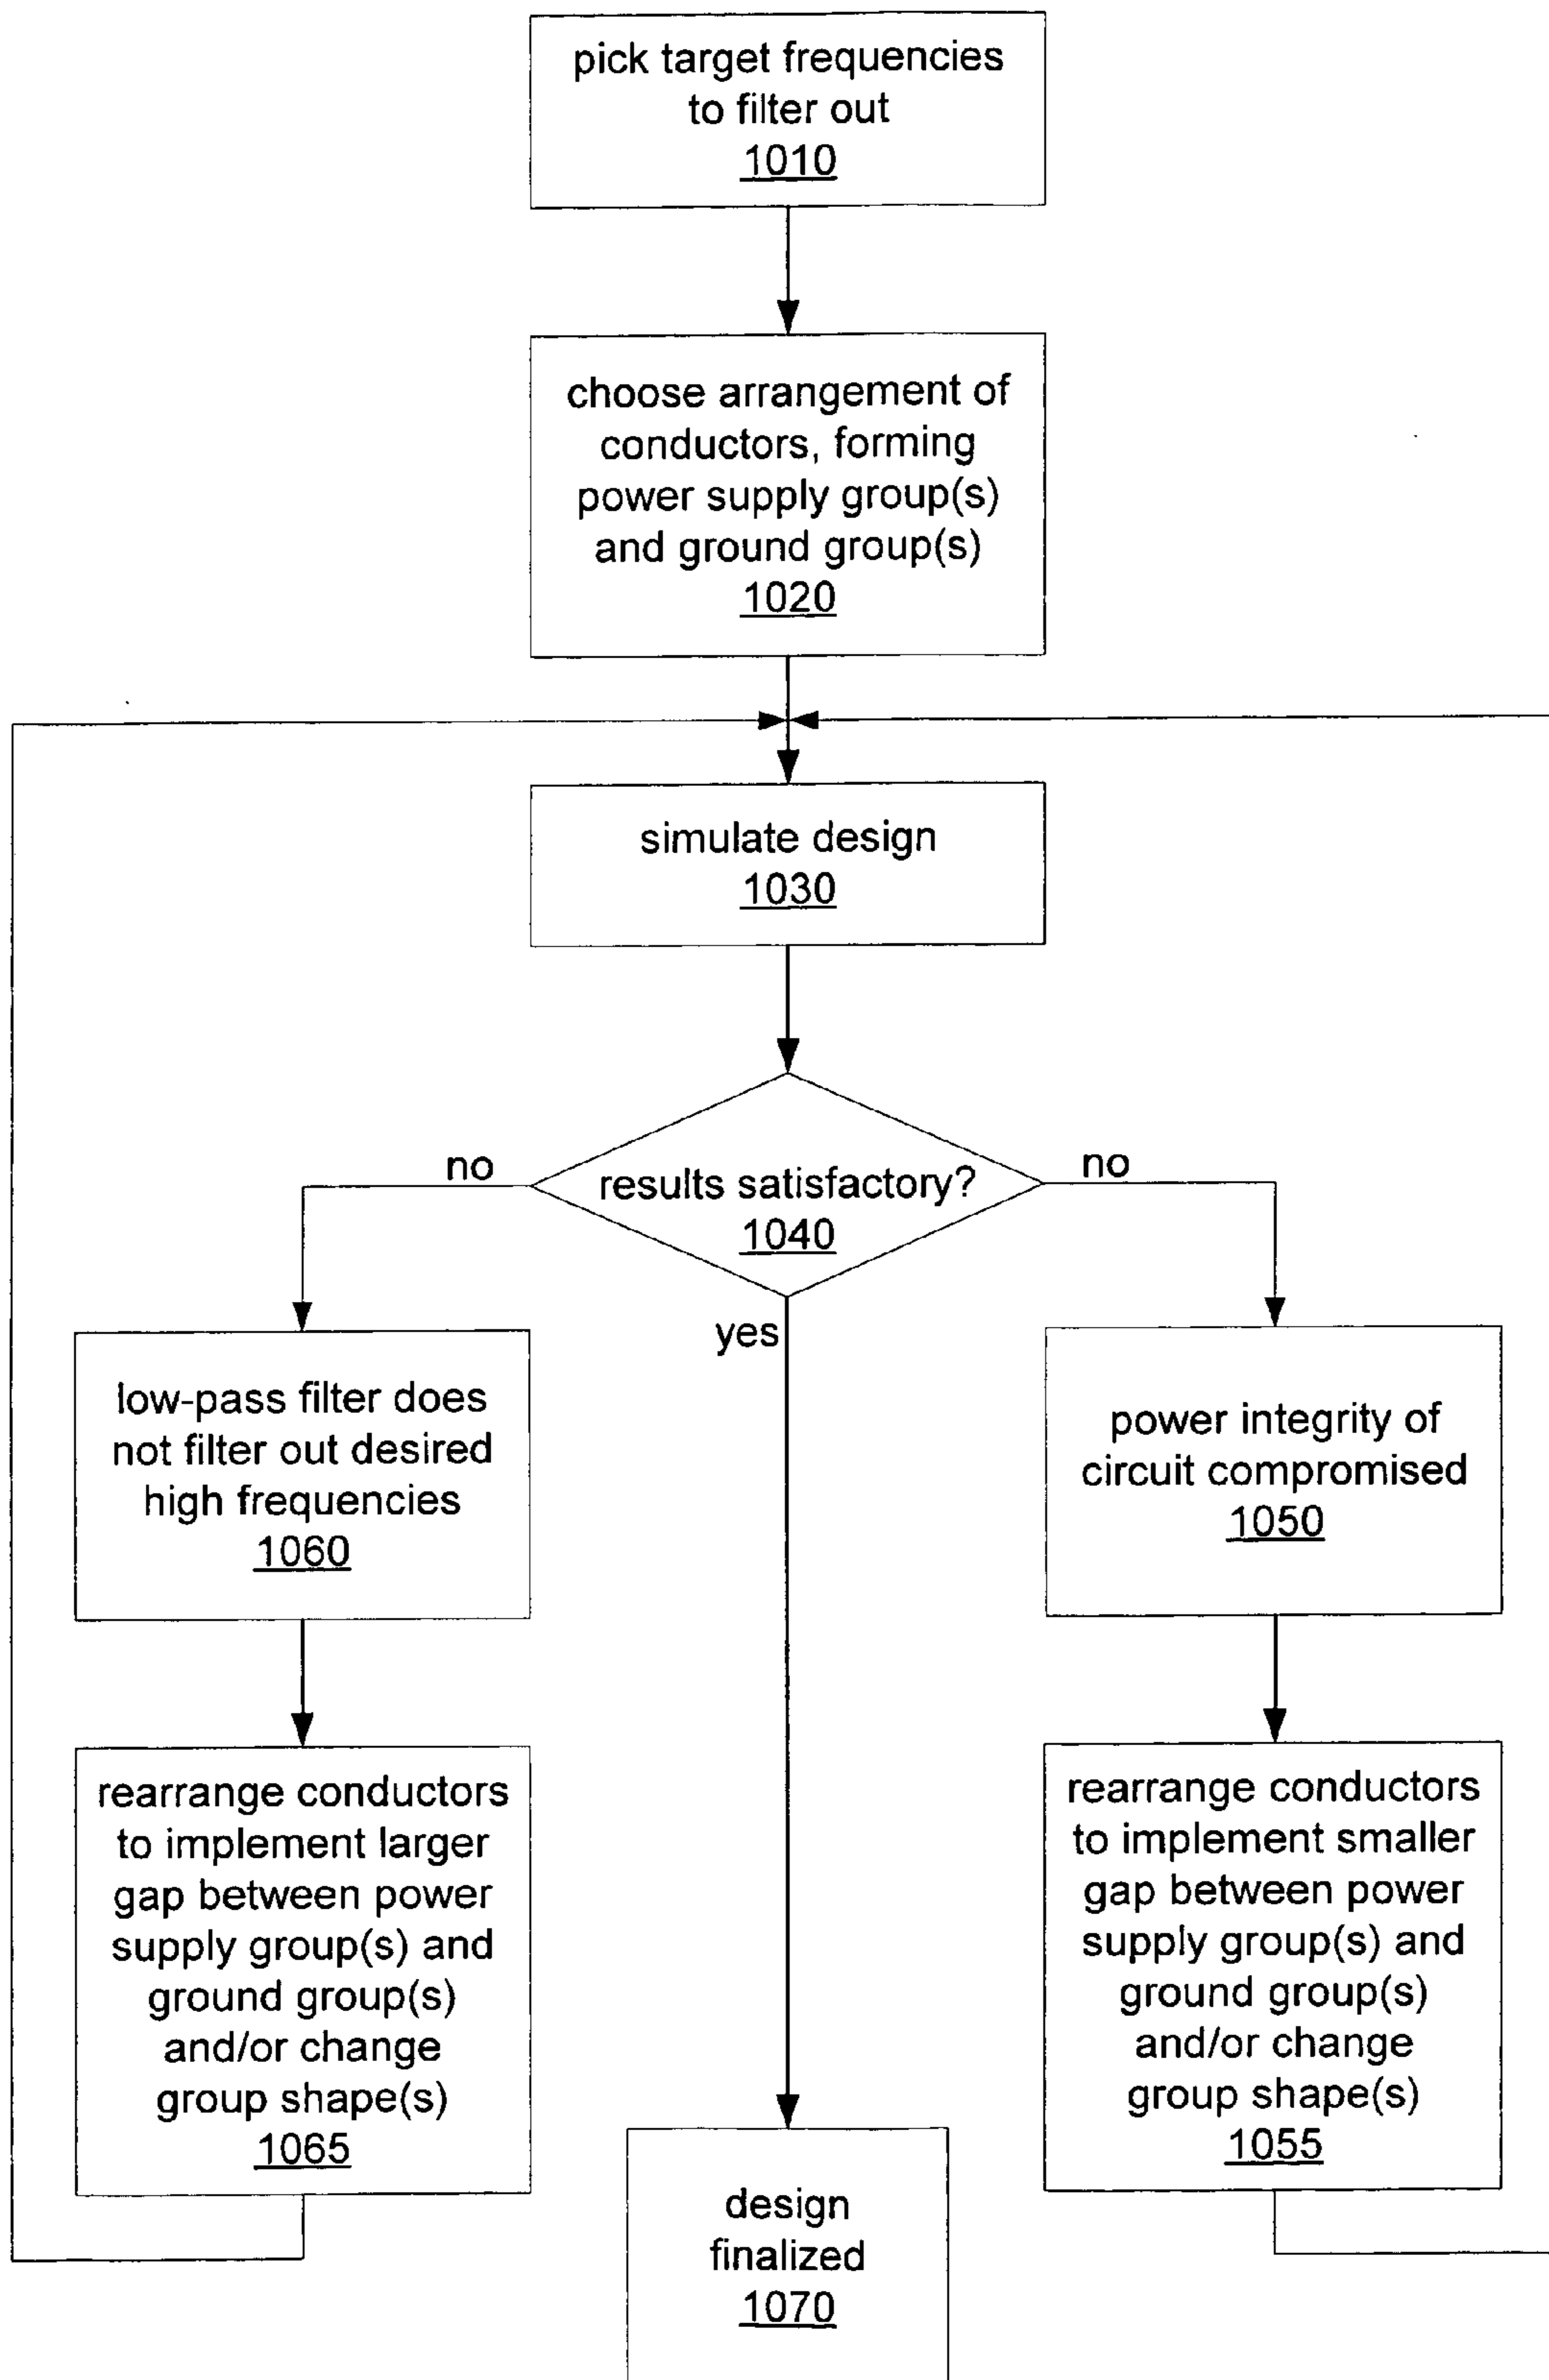 pick target frequencies
to filter out
1010
choose arrangement of
conductors, forming
power supply group(s)
and ground group(s)
1020
simulate design
1030
no
results satisfactory?
1040
no
yes
low-pass filter does
not filter out desired
high frequencies
1060
power integrity of
circuit compromised
1050
rearrange conductors
to implement larger
gap between power
supply group(s) and
ground group(s)
and/or change
group shape(s)
1065
rearrange conductors
to implement smaller
gap between power
supply group(s) and
ground group(s)
and/or change
group shape(s)
1055
design
finalized
1070